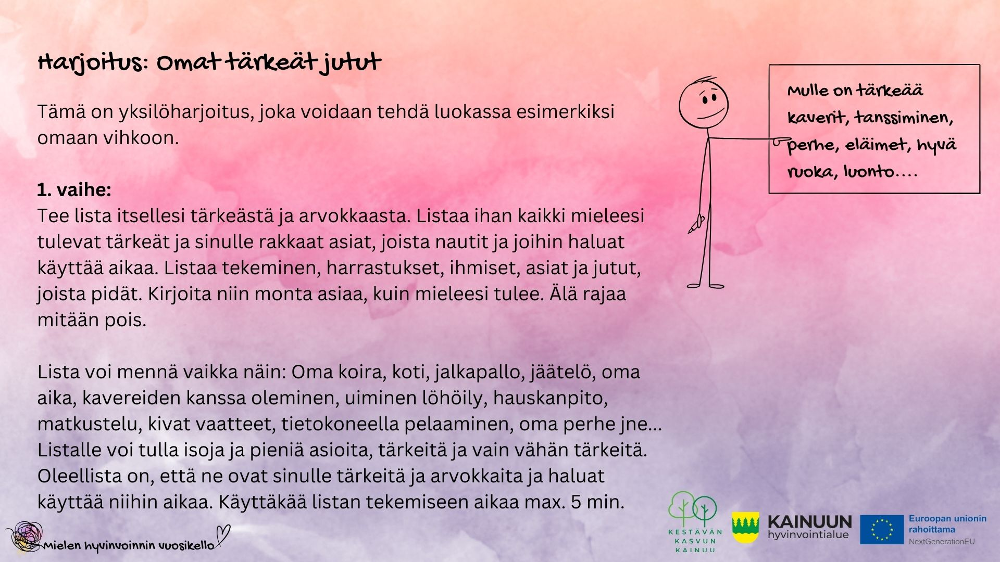 Harjoitus: Omat tärkeät jutut
Tämä on yksilöharjoitus, joka voidaan tehdä luokassa esimerkiksi
omaan vihkoon.
1. vaihe:
Tee lista itsellesi tärkeästä ja arvokkaasta. Listaa ihan kaikki mieleesi
tulevat tärkeät ja sinulle rakkaat asiat, joista nautit ja joihin haluat
käyttää aikaa. Listaa tekeminen, harrastukset, ihmiset, asiat ja jutut,
joista pidät. Kirjoita niin monta asiaa, kuin mieleesi tulee. Älä rajaa
mitään pois.
Lista voi mennä vaikka näin: Oma koira, koti, jalkapallo, jäätelö, oma
aika, kavereiden kanssa oleminen, uiminen löhöily, hauskanpito,
matkustelu, kivat vaatteet, tietokoneella pelaaminen, oma perhe jne...
Listalle voi tulla isoja ja pieniä asioita, tärkeitä ja vain vähän tärkeitä.
Oleellista on, että ne ovat sinulle tärkeitä ja arvokkaita ja haluat
käyttää niihin aikaa. Käyttäkää listan tekemiseen aikaa max. 5 min.
Mulle on tärkeää
kaverit, tanssiminen,
perhe, eläimet, hyvä
ruoka, luonto....
Mielen hyvinvoinnin vuosikello
KESTÄVÄN
KASVUN
KAINUU
KAINUUN
hyvinvointialue
Euroopan unionin
rahoittama
NextGenerationEU